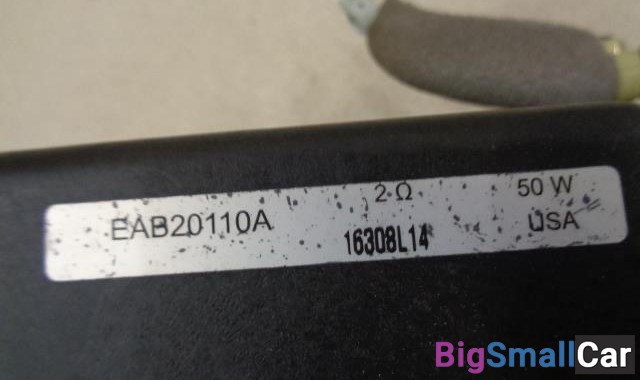 EAB20110A 2 Ω 50 W
16308L14 USA
BigSmallCar